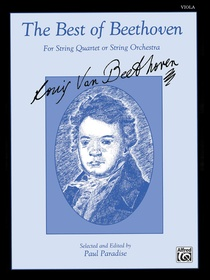 VIOLA
The Best of Beethoven
For String Quartet or String Orchestra
Louis Van Beethoven
Selected and Edited by
Paul Paradise
Alfred